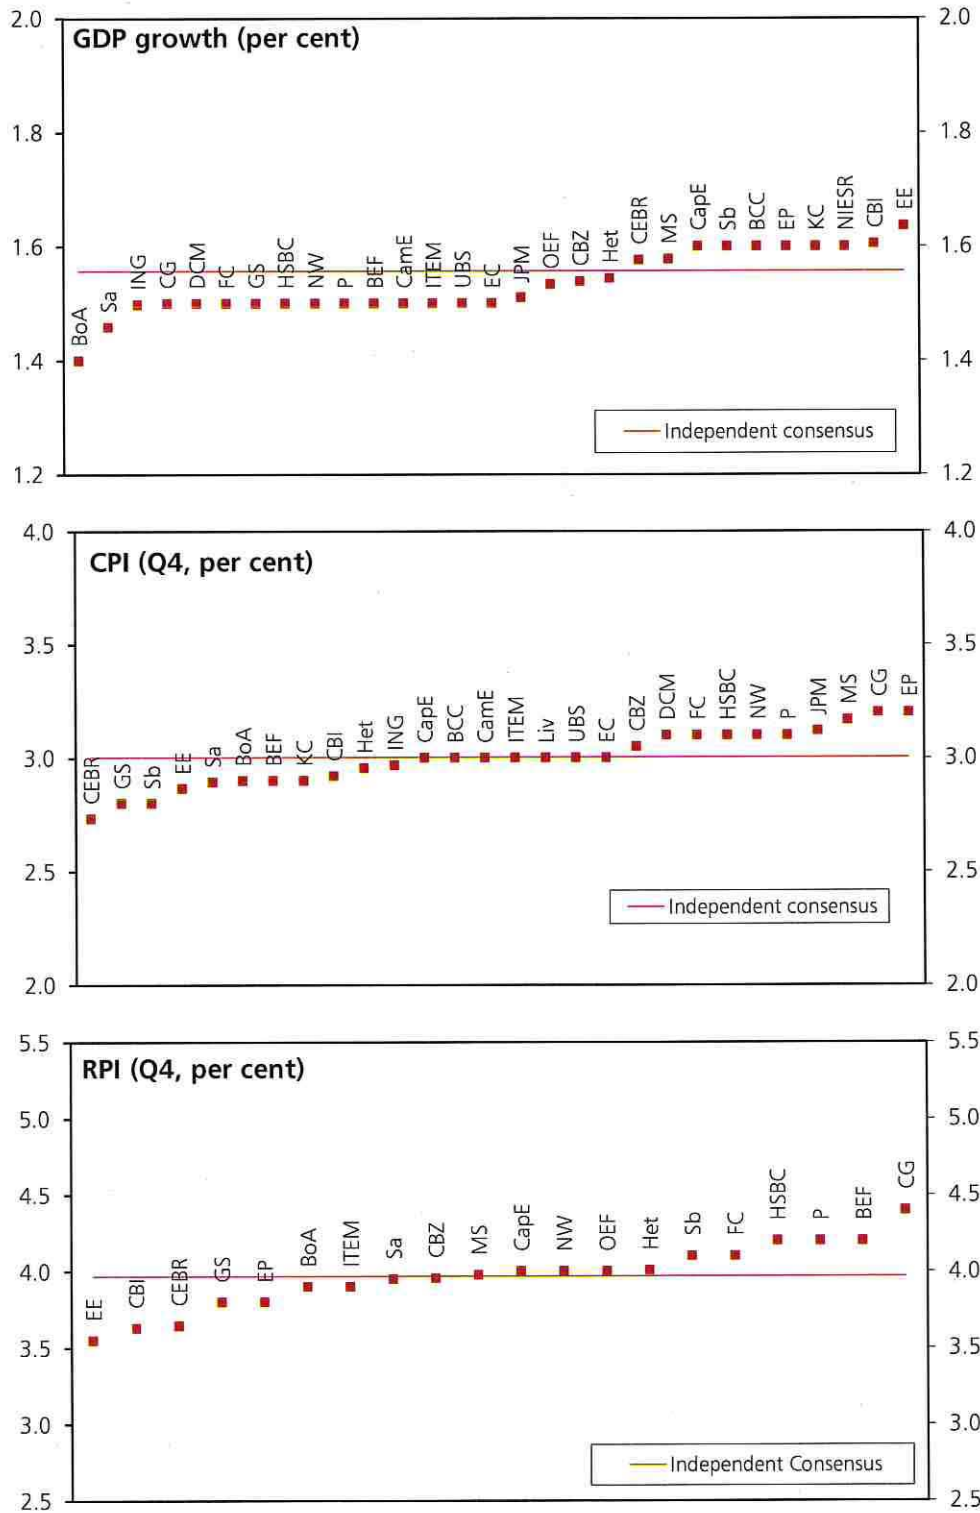 GDP growth (per cent)
2.0 2.0
1.8 1.8
1.6 1.6
1.4 1.4
1.2 1.2
BoA Sa ING CG DCM FC GS HSBC NW P BEF CamE ITEM UBS EC JPM OEF CBZ Het CEBR MS CapE Sb BCC EP KC NIESR CBI EE
Independent consensus
CPI (Q4, per cent)
4.0 4.0
3.5 3.5
3.0 3.0
2.5 2.5
2.0 2.0
CEBR GS Sb EE Sa BoA BEF KC CBI Het ING CapE BCC CamE ITEM Liv UBS EC CBZ DCM FC HSBC NW P JPM MS CG EP
Independent consensus
RPI (Q4, per cent)
5.5 5.5
5.0 5.0
4.5 4.5
4.0 4.0
3.5 3.5
3.0 3.0
2.5 2.5
EE CBI CEBR GS EP BoA ITEM Sa CBZ MS CapE NW OEF Het Sb FC HSBC P BEF CG
Independent Consensus